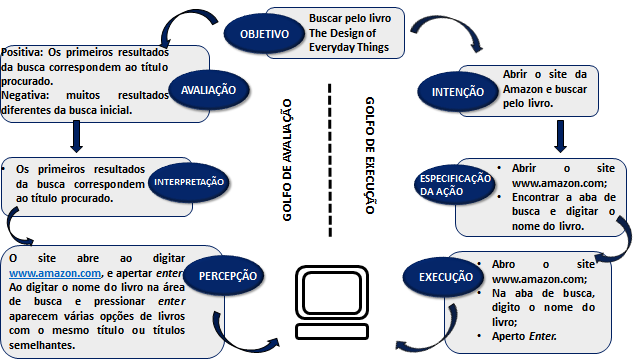 OBJETIVO
Buscar pelo livro
The Design of
Everyday Things
Positiva: Os primeiros resultados
da busca correspondem ao título
procurado.
Negativa: muitos resultados
diferentes da busca inicial.
AVALIAÇÃO
INTENÇÃO
Abrir o site da
Amazon e buscar
pelo livro.
GOLFO DE AVALIAÇÃO
GOLFO DE EXECUÇÃO
• Os primeiros resultados
da busca correspondem
ao título procurado.
INTERPRETAÇÃO
ESPECIFICAÇÃO
DA AÇÃO
• Abrir o site
www.amazon.com;
• Encontrar a aba de
busca e digitar o
nome do livro.
O site abre ao digitar
www.amazon.com, e apertar enter.
Ao digitar o nome do livro na área
de busca e pressionar enter
aparecem várias opções de livros
com o mesmo título ou títulos
semelhantes.
PERCEPÇÃO
EXECUÇÃO
• Abro o site
www.amazon.com;
• Na aba de busca,
digito o nome do
livro;
• Aperto Enter.